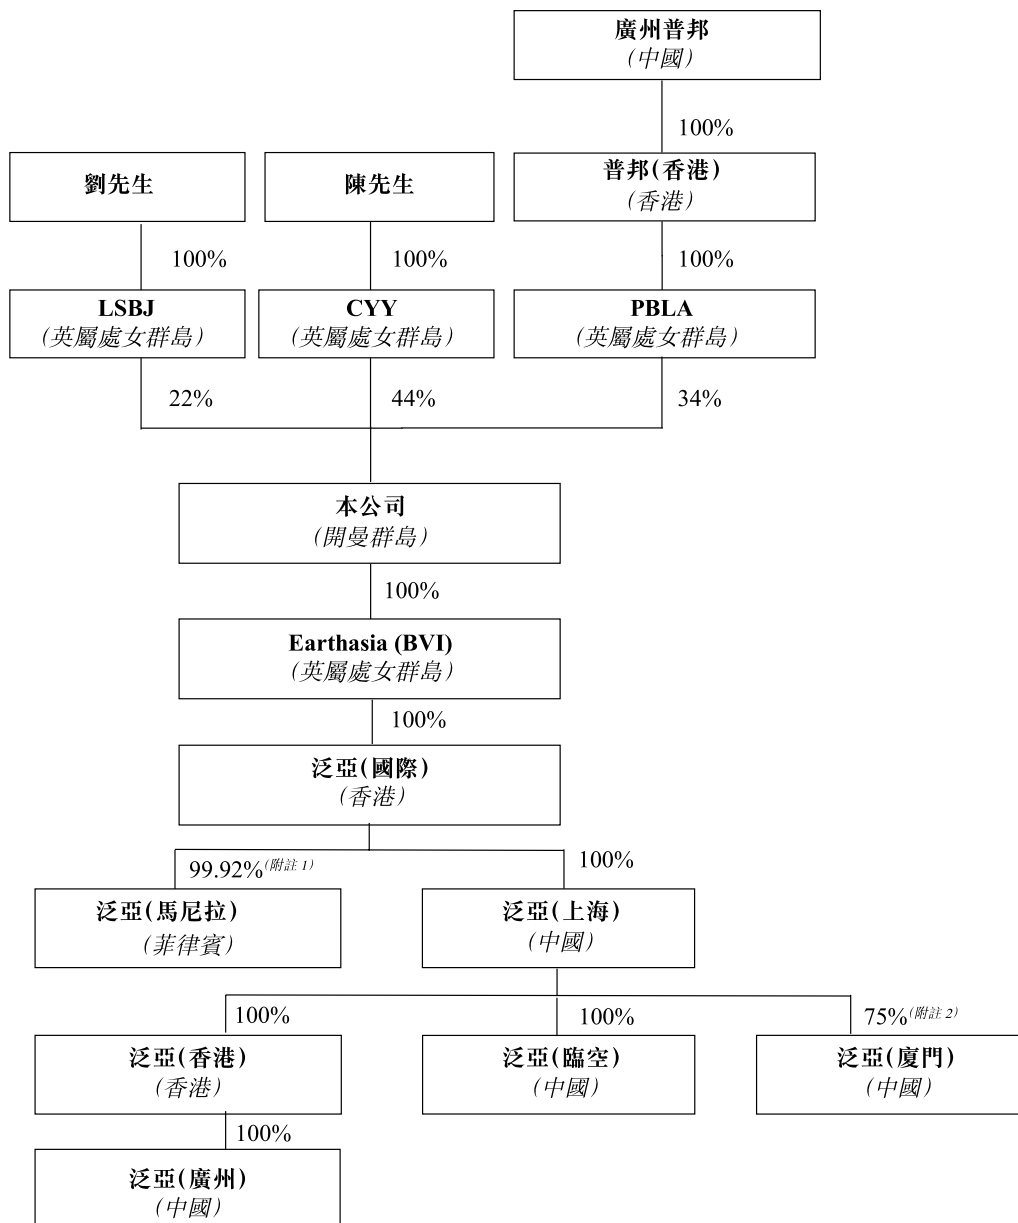 廣州普邦
(中國)
100%
劉先生
陳先生
普邦(香港)
(香港)
100%
100%
100%
LSBJ
(英屬處女群島)
CYY
(英屬處女群島)
PBLA
(英屬處女群島)
22%
44%
34%
本公司
(開曼群島)
100%
Earthasia (BVI)
(英屬處女群島)
100%
泛亞(國際)
(香港)
99.92%(附註 1)
100%
泛亞(馬尼拉)
(菲律賓)
泛亞(上海)
(中國)
100%
100%
75%(附註 2)
泛亞(香港)
(香港)
泛亞(臨空)
(中國)
泛亞(廈門)
(中國)
100%
泛亞(廣州)
(中國)